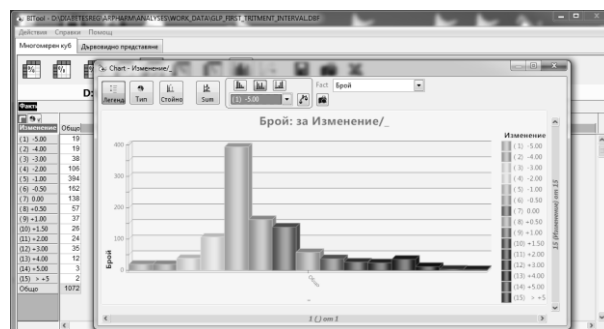 BITool - D:\DIABETESREG-ARPHARM\ANALYSES\WORK_DATA\GLP_FIRST_TRITMENT_INTERVAL.DBF
Действия Справки Помощ
Многомерен куб Дървовидно представяне
Chart - Изменение/_
Легенд Тип Стойно Sum
(1) -5.00
Fact Брой
D:
Факти
Изменение Общо
(1) -5.00 19
(2) -4.00 19
(3) -3.00 38
(4) -2.00 106
(5) -1.00 394
(6) -0.50 162
(7) 0.00 138
(8) +0.50 57
(9) +1.00 37
(10) +1.50 26
(11) +2.00 24
(12) +3.00 35
(13) +4.00 12
(14) +5.00 3
(15) > +5 2
Общо 1072
Брой: за Изменение/_
400
300
200
100
0
Брой
Общо
Изменение
( 1) -5.00
( 2) -4.00
( 3) -3.00
( 4) -2.00
( 5) -1.00
( 6) -0.50
( 7) 0.00
( 8) +0.50
( 9) +1.00
(10) +1.50
(11) +2.00
(12) +3.00
(13) +4.00
(14) +5.00
(15) > +5
15 (Изменение) от 15
1 (_) от 1